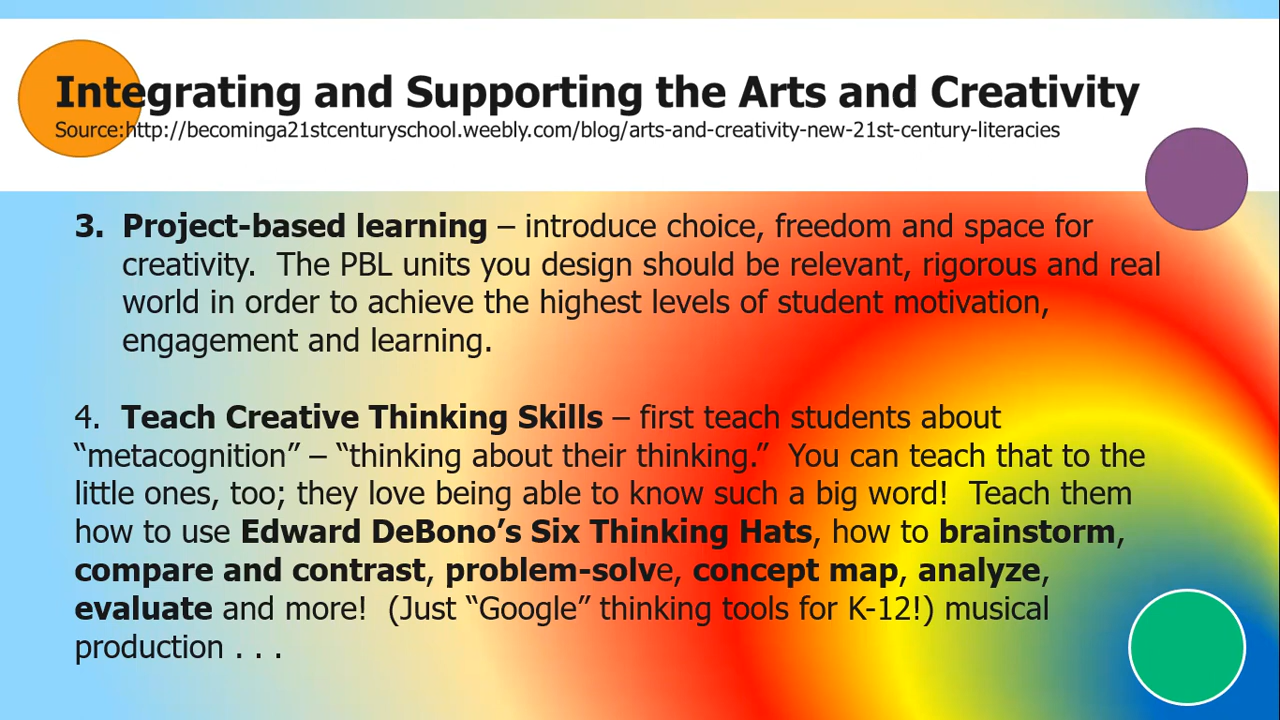 Integrating and Supporting the Arts and Creativity
Source:http://becominga21stcenturyschool.weebly.com/blog/arts-and-creativity-new-21st-century-literacies
3. Project-based learning – introduce choice, freedom and space for
creativity. The PBL units you design should be relevant, rigorous and real
world in order to achieve the highest levels of student motivation,
engagement and learning.
4. Teach Creative Thinking Skills – first teach students about
“metacognition” – “thinking about their thinking.” You can teach that to the
little ones, too; they love being able to know such a big word! Teach them
how to use Edward DeBono’s Six Thinking Hats, how to brainstorm,
compare and contrast, problem-solve, concept map, analyze,
evaluate and more! (Just “Google” thinking tools for K-12!) musical
production . . .